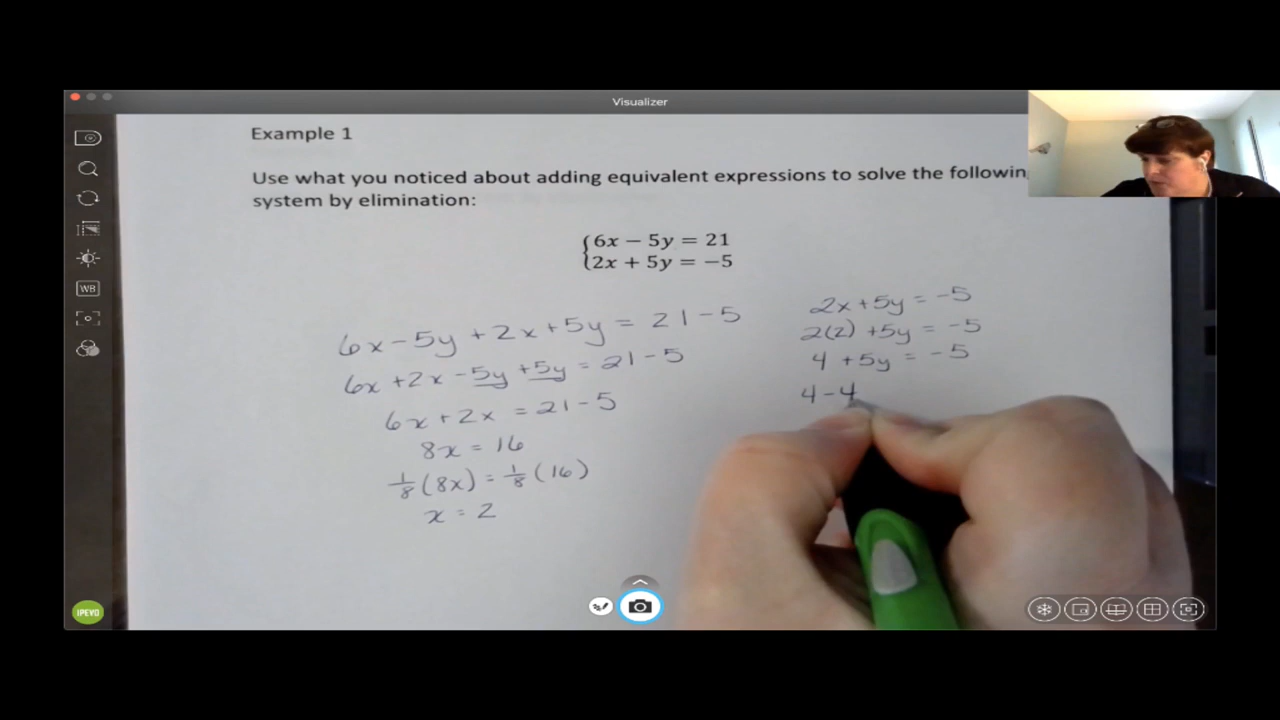 Visualizer
Example 1
Use what you noticed about adding equivalent expressions to solve the
system by elimination:
6x − 5y = 21
2x + 5y = −5
6x - 5y + 2x + 5y = 21 - 5
6x + 2x - 5y + 5y = 21 - 5
6x + 2x = 21 - 5
8x = 16
1/8 (8x) = 1/8 (16)
x = 2
2x + 5y = -5
2(2) + 5y = -5
4 + 5y = -5
4 - 4
WB
IPEVO